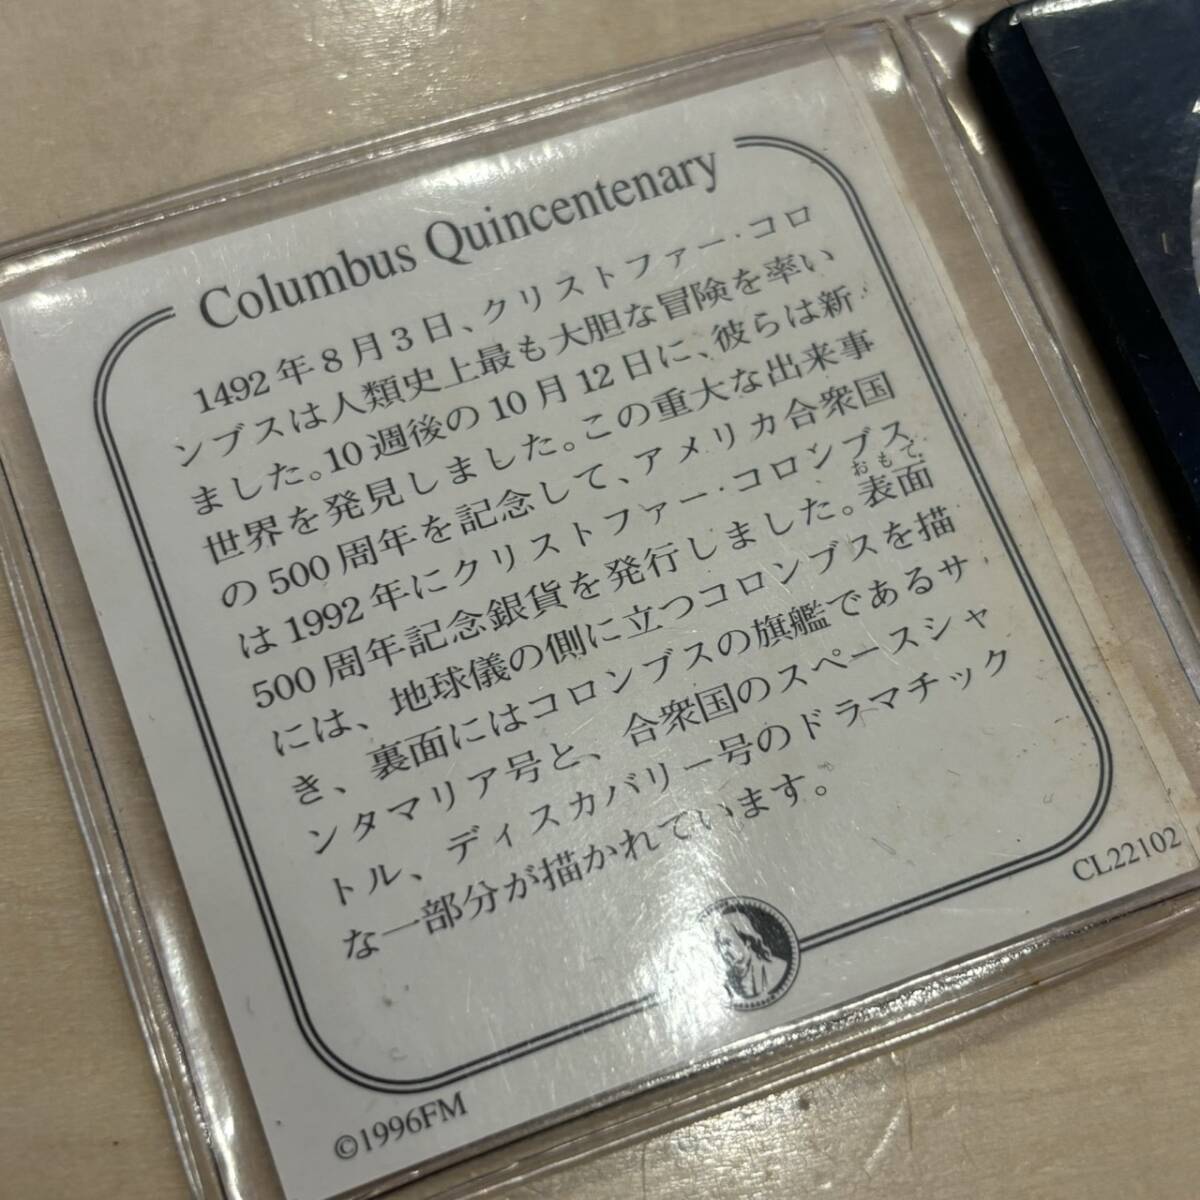 Columbus Quincentenary
1492年8月3日、クリストファー・コロ
ンブスは人類史上最も大胆な冒険を率い
ました。10週後の10月12日に、彼らは新
世界を発見しました。この重大な出来事
の500周年を記念して、アメリカ合衆国
は1992年にクリストファー・コロンブス
500周年記念銀貨を発行しました。表面
おもて
には、地球儀の側に立つコロンブスを描
き、裏面にはコロンブスの旗艦であるサ
ンタマリア号と、合衆国のスペースシャ
トル、ディスカバリー号のドラマチック
な一部分が描かれています。
CL22102
©1996FM